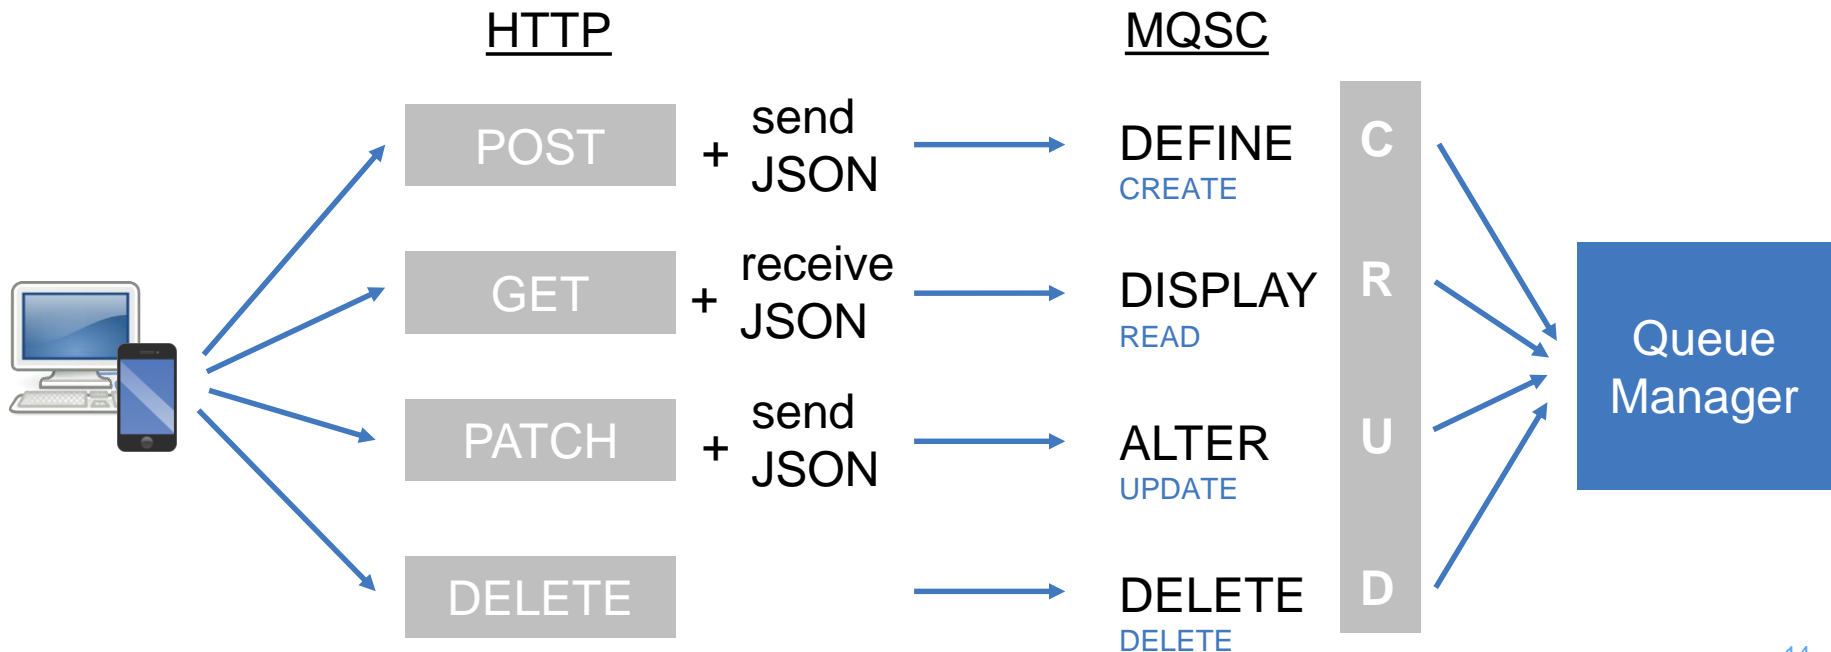 HTTP
MQSC
POST
+
send
JSON
DEFINE
CREATE
C
GET
+
receive
JSON
DISPLAY
READ
R
PATCH
+
send
JSON
ALTER
UPDATE
U
DELETE
DELETE
DELETE
D
Queue
Manager
14